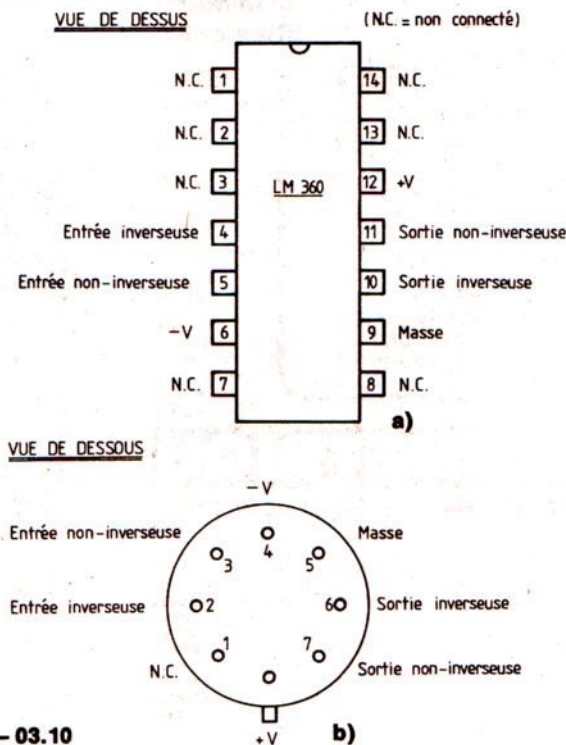 VUE DE DESSUS (N.C. = non connecté)
N.C. 1 14 N.C.
N.C. 2 13 N.C.
N.C. 3 12 +V
LM 360
Entrée inverseuse 4 11 Sortie non-inverseuse
Entrée non-inverseuse 5 10 Sortie inverseuse
-V 6 9 Masse
N.C. 7 8 N.C.
a)
VUE DE DESSOUS
-V
Entrée non-inverseuse 3 4 5 Masse
Entrée inverseuse 2 6 Sortie inverseuse
N.C. 1 7 Sortie non-inverseuse
+V
– 03.10 b)